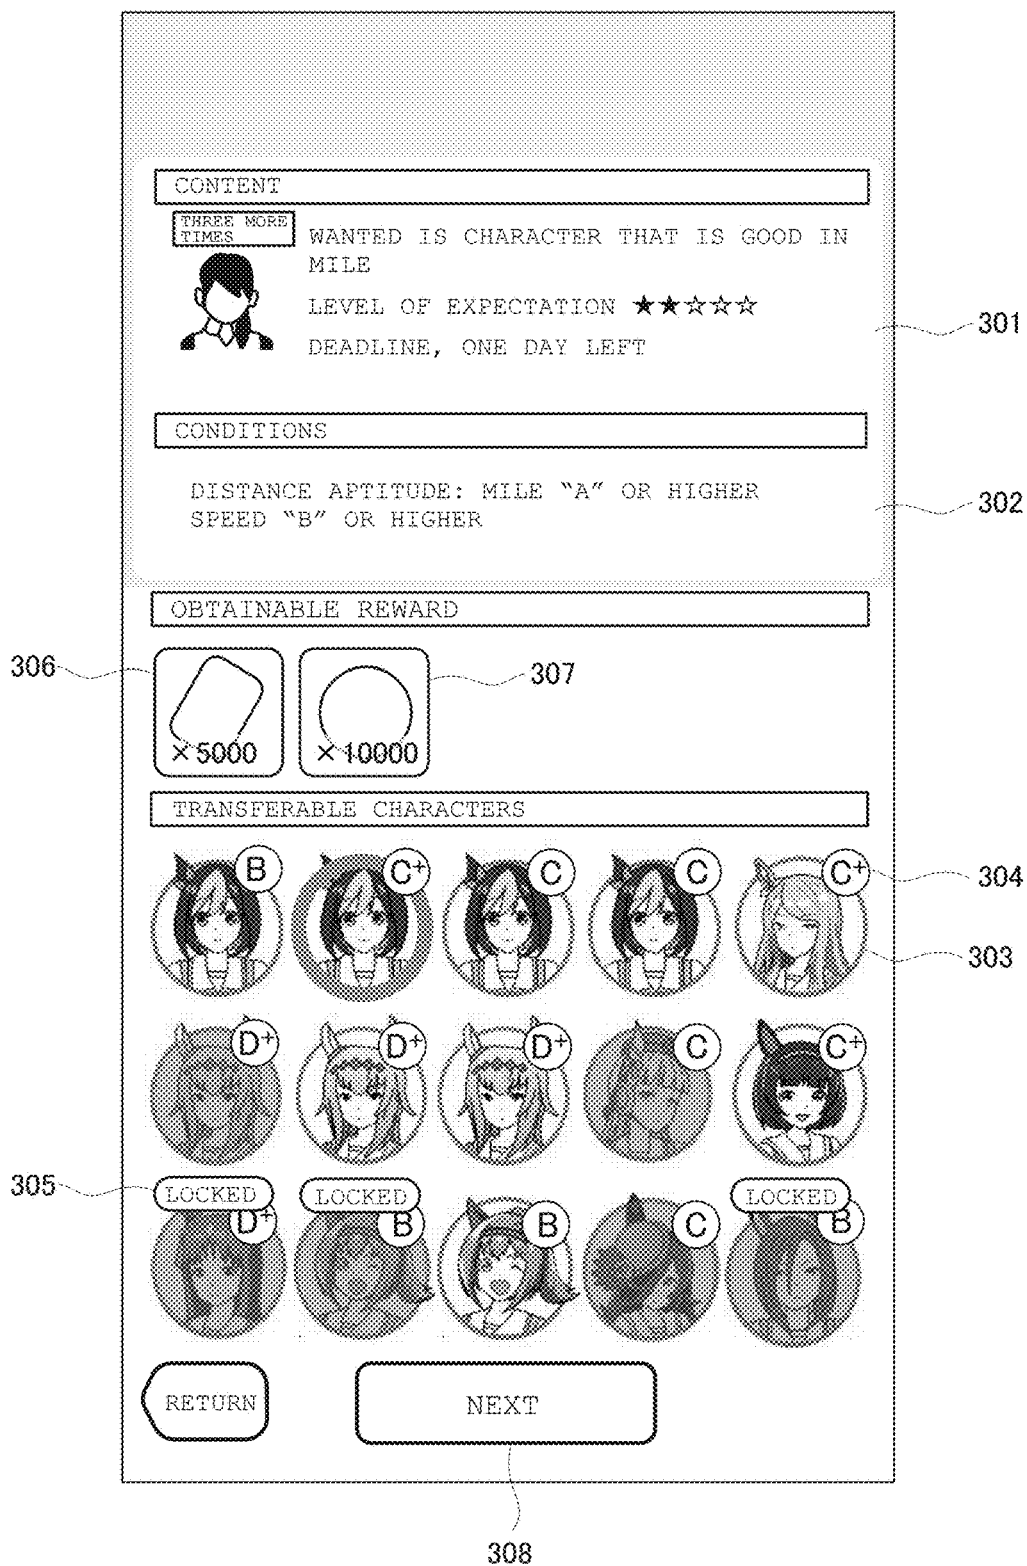 CONTENT
THREE MORE
TIMES
WANTED IS CHARACTER THAT IS GOOD IN
MILE
LEVEL OF EXPECTATION ★★☆☆☆
DEADLINE, ONE DAY LEFT
301
CONDITIONS
DISTANCE APTITUDE: MILE “A” OR HIGHER
SPEED “B” OR HIGHER
302
OBTAINABLE REWARD
306
×5000
×10000
307
TRANSFERABLE CHARACTERS
B C+ C C C+
304
303
D+ D+ D+ C C+
305
LOCKED LOCKED LOCKED
D+ B B C B
RETURN
NEXT
308